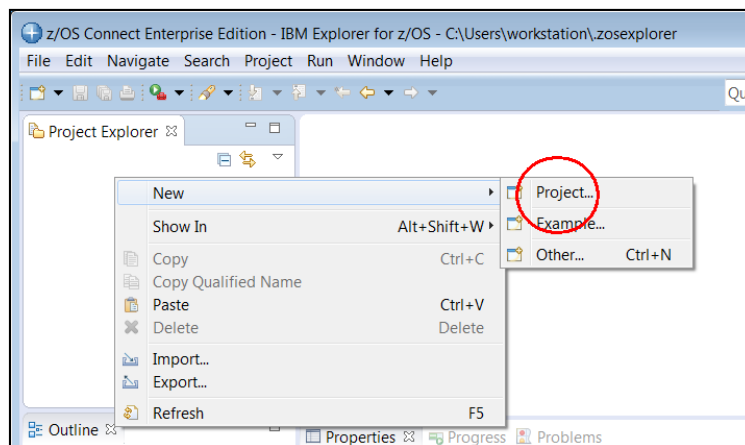 z/OS Connect Enterprise Edition - IBM Explorer for z/OS - C:\Users\workstation\.zosexplorer
File Edit Navigate Search Project Run Window Help
Qu
Project Explorer
New
Project...
Show In Alt+Shift+W
Example...
Copy Ctrl+C
Other... Ctrl+N
Copy Qualified Name
Paste Ctrl+V
Delete Delete
Import...
Export...
Refresh F5
Outline
Properties Progress Problems